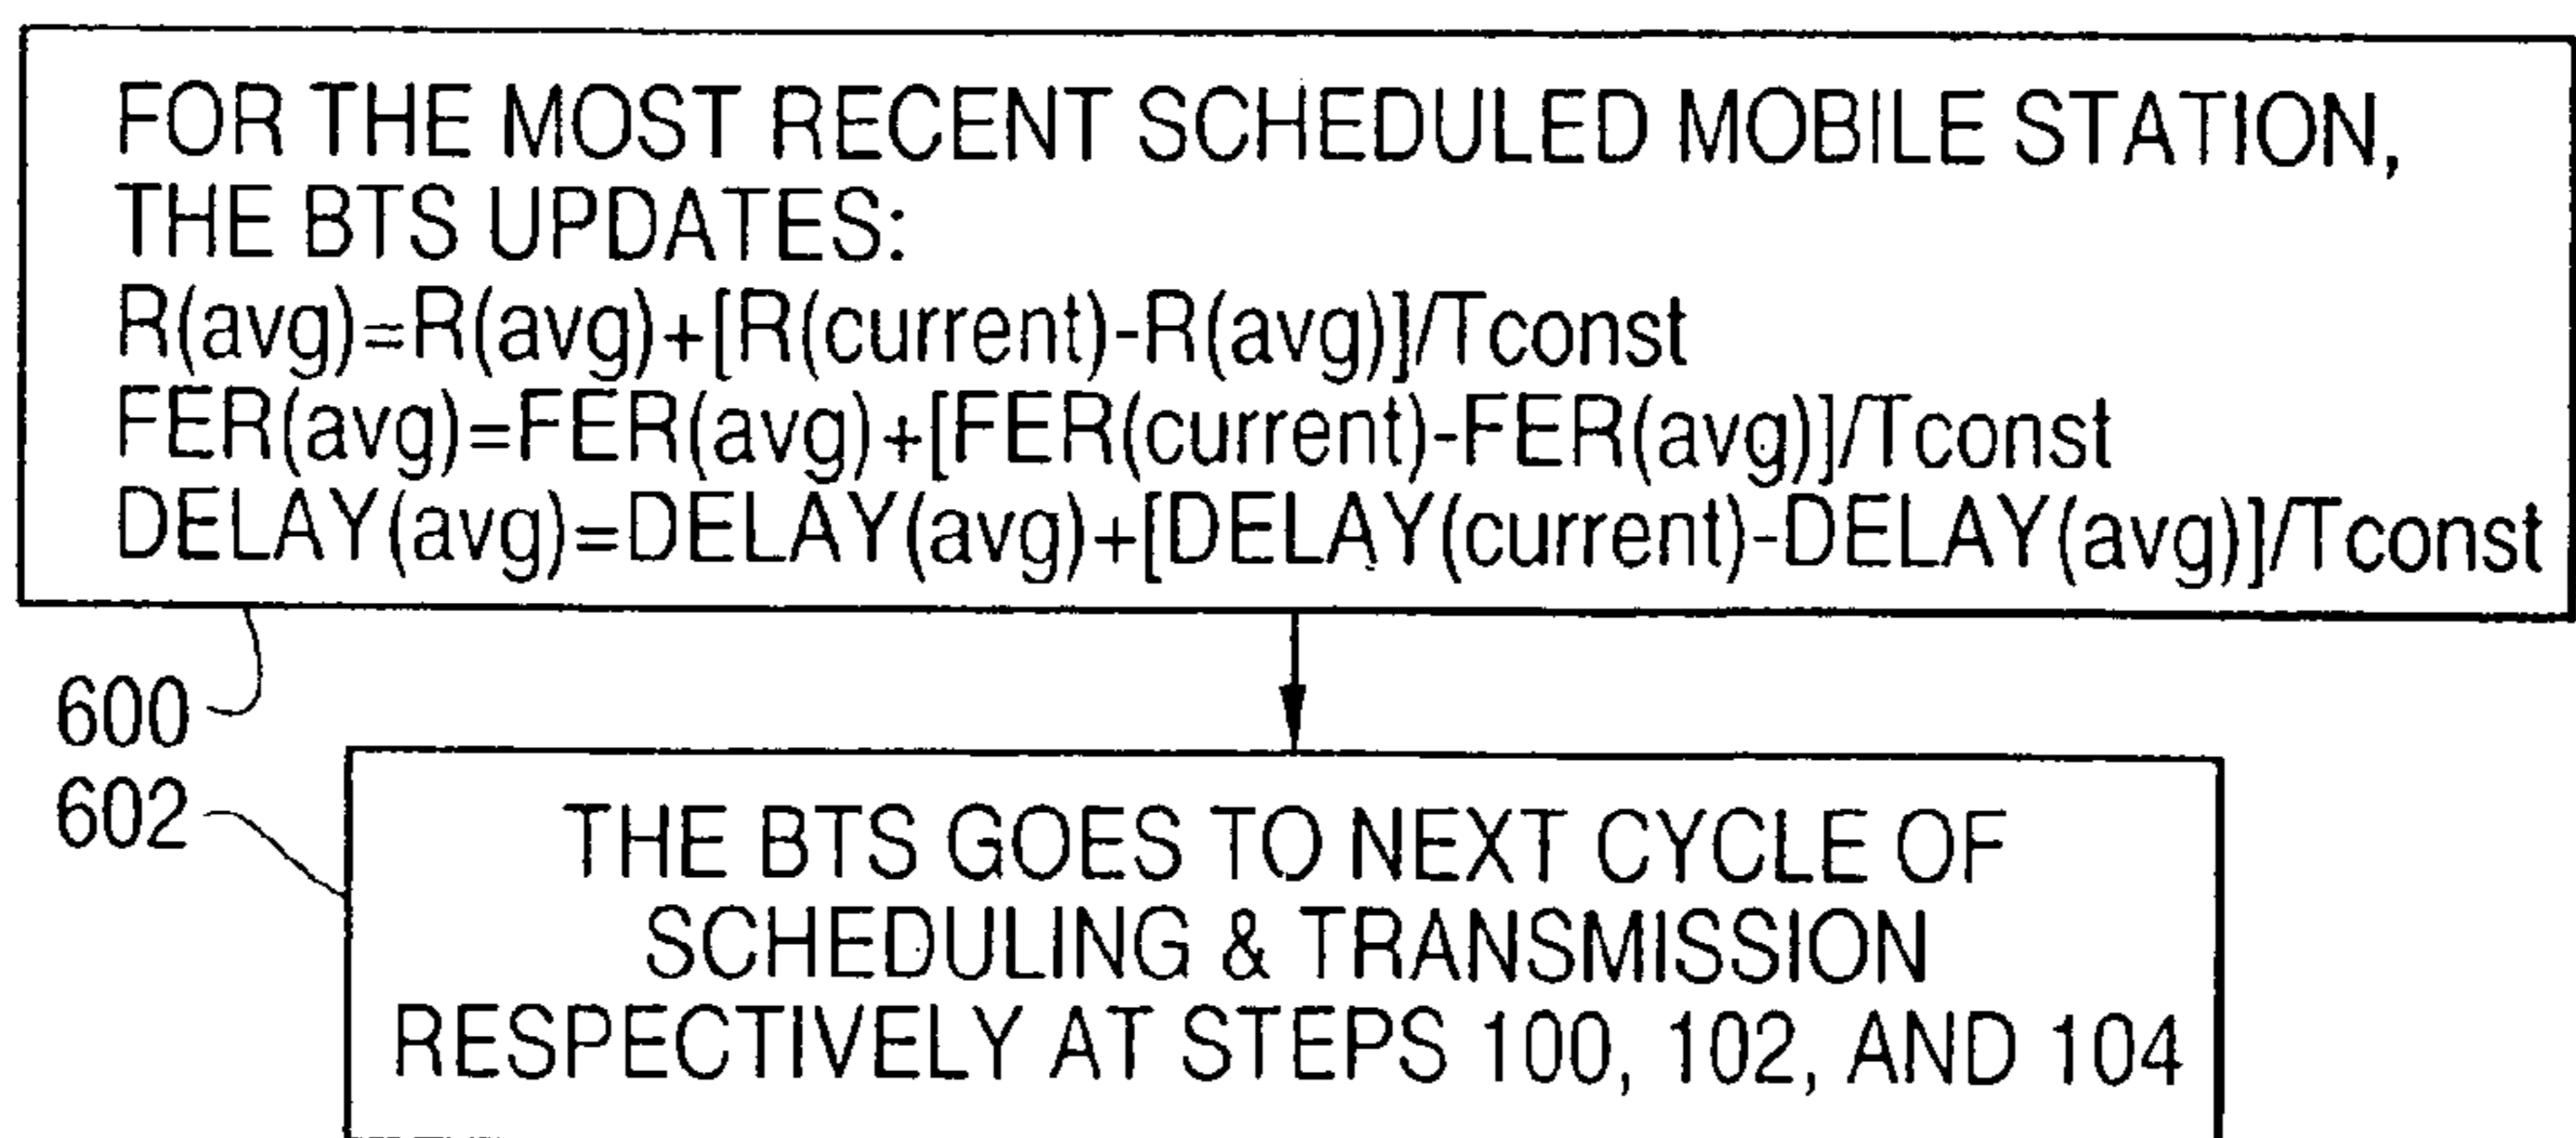 FOR THE MOST RECENT SCHEDULED MOBILE STATION,
THE BTS UPDATES:
R(avg)=R(avg)+[R(current)-R(avg)]/Tconst
FER(avg)=FER(avg)+[FER(current)-FER(avg)]/Tconst
DELAY(avg)=DELAY(avg)+[DELAY(current)-DELAY(avg)]/Tconst
600
602
THE BTS GOES TO NEXT CYCLE OF
SCHEDULING & TRANSMISSION
RESPECTIVELY AT STEPS 100, 102, AND 104